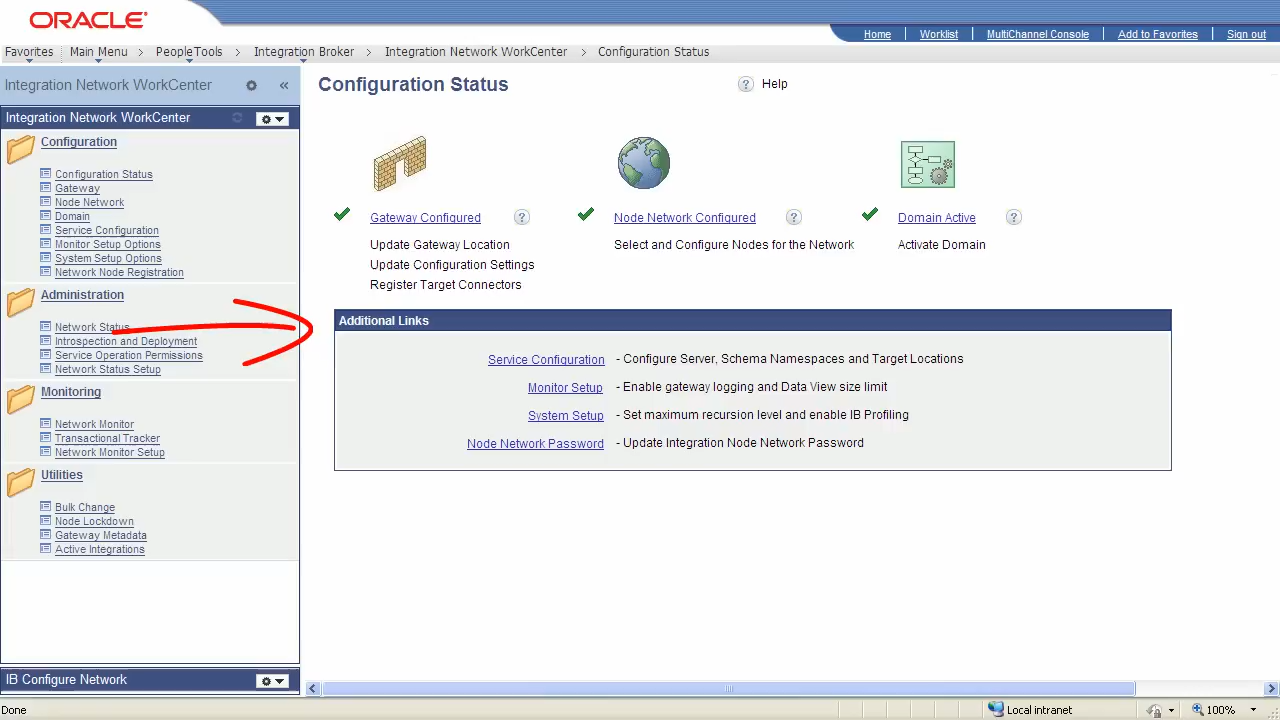 ORACLE
Home
Worklist
MultiChannel Console
Add to Favorites
Sign out
Favorites
Main Menu
PeopleTools
Integration Broker
Integration Network WorkCenter
Configuration Status
Integration Network WorkCenter
Integration Network WorkCenter
Configuration
Configuration Status
Gateway
Node Network
Domain
Service Configuration
Monitor Setup Options
System Setup Options
Network Node Registration
Administration
Network Status
Introspection and Deployment
Service Operation Permissions
Network Status Setup
Monitoring
Network Monitor
Transactional Tracker
Network Monitor Setup
Utilities
Bulk Change
Node Lockdown
Gateway Metadata
Active Integrations
IB Configure Network
Configuration Status
Help
Gateway Configured
Update Gateway Location
Update Configuration Settings
Register Target Connectors
Node Network Configured
Select and Configure Nodes for the Network
Domain Active
Activate Domain
Additional Links
Service Configuration - Configure Server, Schema Namespaces and Target Locations
Monitor Setup - Enable gateway logging and Data View size limit
System Setup - Set maximum recursion level and enable IB Profiling
Node Network Password - Update Integration Node Network Password
Done
Local intranet
100%